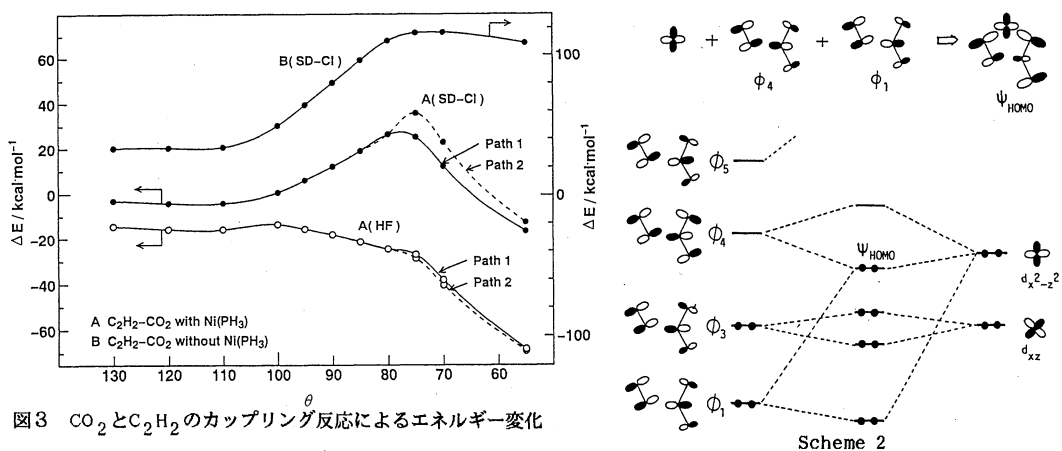 ΔE / kcal·mol⁻¹
60
40
20
0
−20
−40
−60
100
0
−100
ΔE / kcal·mol⁻¹
B(SD−CI)
A(SD−CI)
Path 1
Path 2
A(HF)
Path 1
Path 2
A C₂H₂−CO₂ with Ni(PH₃)
B C₂H₂−CO₂ without Ni(PH₃)
130 120 110 100 90 80 70 60
θ
図3 CO₂とC₂H₂のカップリング反応によるエネルギー変化
+ + ⇨
ϕ₄ ϕ₁ Ψ_HOMO
ϕ₅
ϕ₄
Ψ_HOMO
d_x²−z²
ϕ₃
d_xz
ϕ₁
Scheme 2